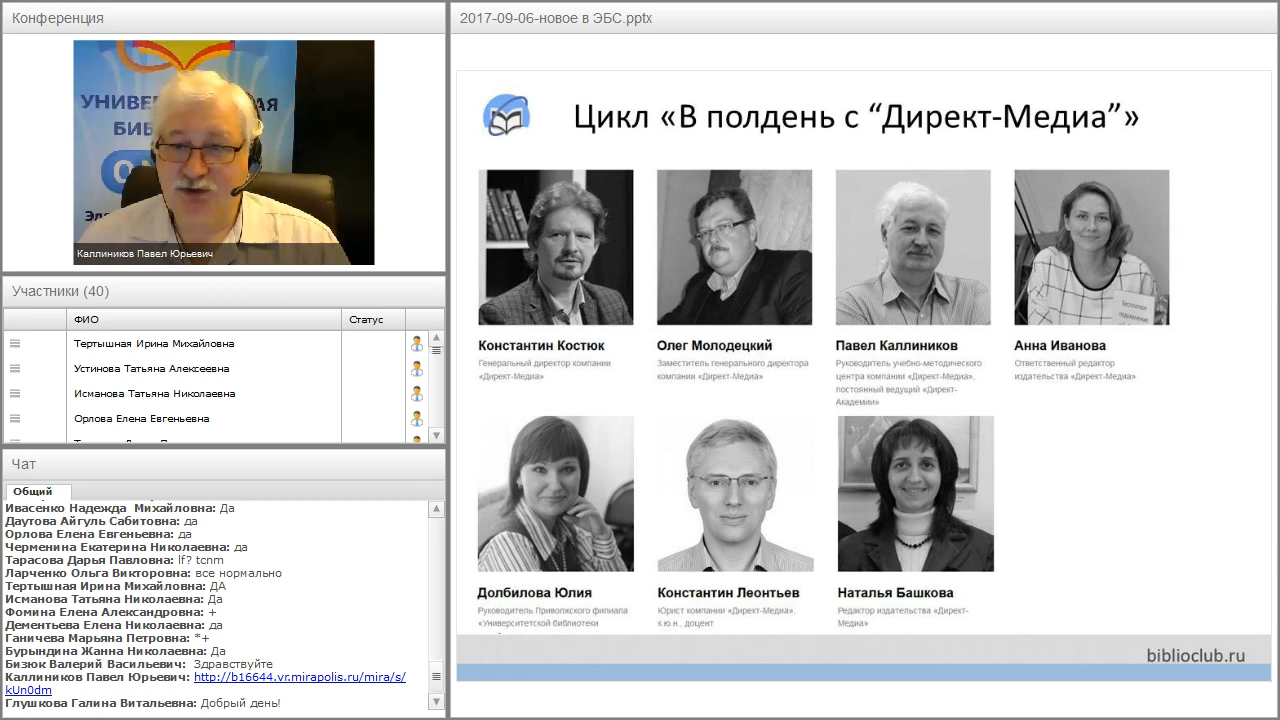 Конференция
УНИВЕР АЯ
БИБ
Эле
Каллиников Павел Юрьевич
Участники (40)
ФИО Статус
Тертышная Ирина Михайловна
Устинова Татьяна Алексеевна
Исманова Татьяна Николаевна
Орлова Елена Евгеньевна
Чат
Общий
Ивасенко Надежда Михайловна: Да
Даутова Айгуль Сабитовна: да
Орлова Елена Евгеньевна: да
Черменина Екатерина Николаевна: да
Тарасова Дарья Павловна: lf? tcnm
Ларченко Ольга Викторовна: все нормально
Тертышная Ирина Михайловна: ДА
Исманова Татьяна Николаевна: Да
Фомина Елена Александровна: +
Дементьева Елена Николаевна: да
Ганичева Марьяна Петровна: *+
Бурындина Жанна Николаевна: Да
Бизюк Валерий Васильевич: Здравствуйте
Каллиников Павел Юрьевич: http://b16644.vr.mirapolis.ru/mira/s/
kUn0dm
Глушкова Галина Витальевна: Добрый день!
2017-09-06-новое в ЭБС.pptx
Цикл «В полдень с “Директ-Медиа”»
Константин Костюк
Генеральный директор компании
«Директ-Медиа»
Олег Молодецкий
Заместитель генерального директора
компании «Директ-Медиа»
Павел Каллиников
Руководитель учебно-методического
центра компании «Директ-Медиа»,
постоянный ведущий «Директ-
Академии»
Бесплатное
подключение
Анна Иванова
Ответственный редактор
издательства «Директ-Медиа»
Долбилова Юлия
Руководитель Приволжского филиала
«Университетской библиотеки
Константин Леонтьев
Юрист компании «Директ-Медиа»,
к.ю.н., доцент
Наталья Башкова
Редактор издательства «Директ-
Медиа»
biblioclub.ru